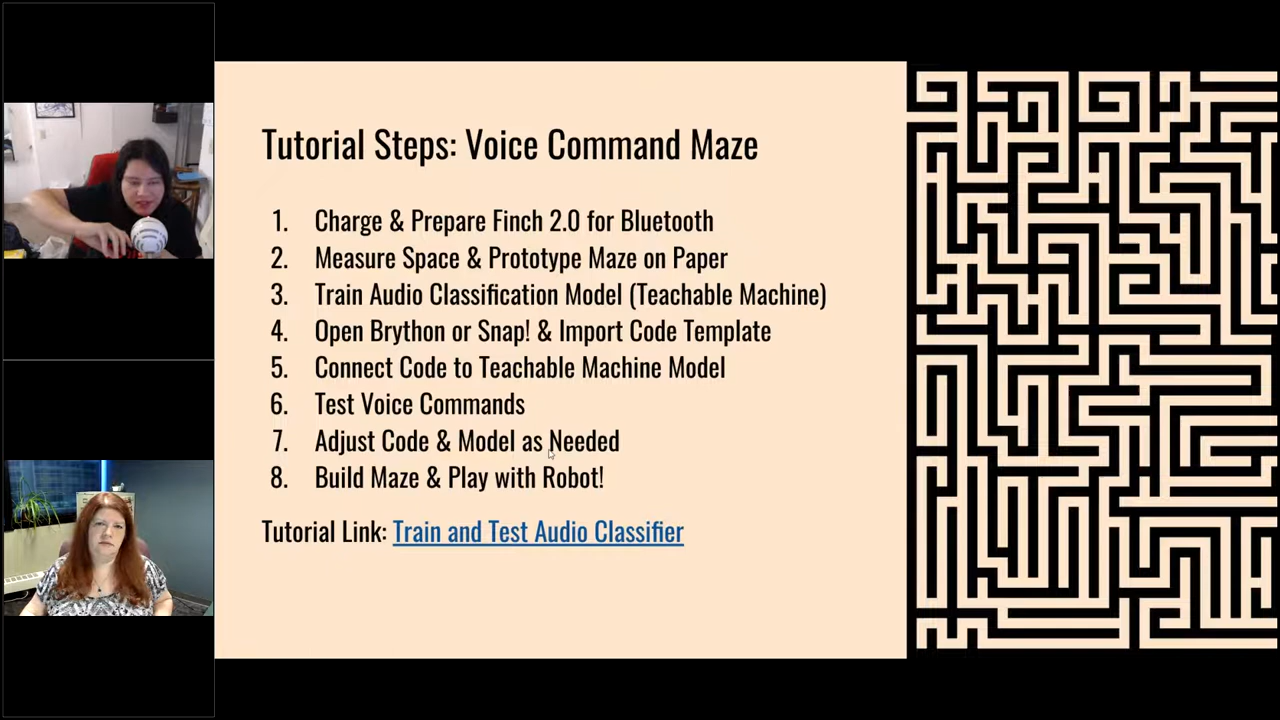 Tutorial Steps: Voice Command Maze
1. Charge & Prepare Finch 2.0 for Bluetooth
2. Measure Space & Prototype Maze on Paper
3. Train Audio Classification Model (Teachable Machine)
4. Open Brython or Snap! & Import Code Template
5. Connect Code to Teachable Machine Model
6. Test Voice Commands
7. Adjust Code & Model as Needed
8. Build Maze & Play with Robot!
Tutorial Link: Train and Test Audio Classifier